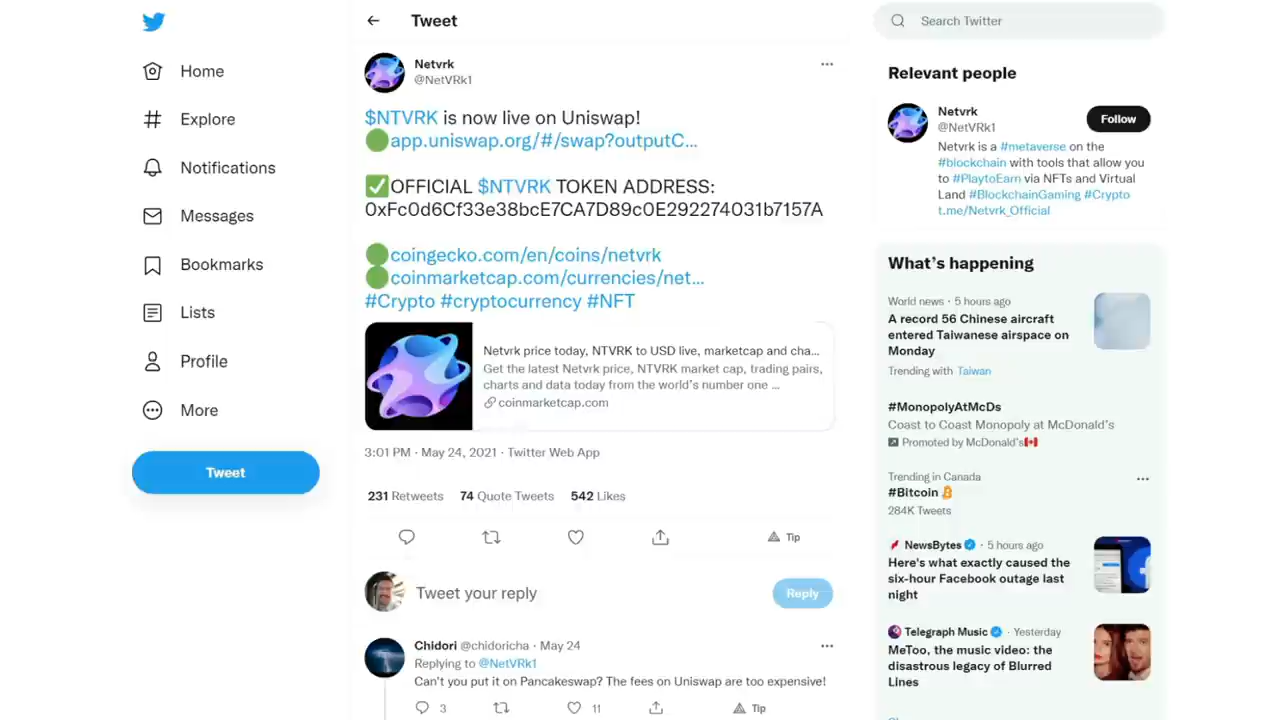 Home
Explore
Notifications
Messages
Bookmarks
Lists
Profile
More
Tweet
Tweet
Netvrk
@NetVRk1
$NTVRK is now live on Uniswap!
app.uniswap.org/#/swap?outputC...
OFFICIAL $NTVRK TOKEN ADDRESS:
0xFc0d6Cf33e38bcE7CA7D89c0E292274031b7157A
coingecko.com/en/coins/netvrk
coinmarketcap.com/currencies/net...
#Crypto #cryptocurrency #NFT
Netvrk price today, NTVRK to USD live, marketcap and cha...
Get the latest Netvrk price, NTVRK market cap, trading pairs,
charts and data today from the world's number one ...
coinmarketcap.com
3:01 PM · May 24, 2021 · Twitter Web App
231 Retweets 74 Quote Tweets 542 Likes
Tip
Tweet your reply
Reply
Chidori @chidoricha · May 24
Replying to @NetVRk1
Can't you put it on Pancakeswap? The fees on Uniswap are too expensive!
3 11 Tip
Search Twitter
Relevant people
Netvrk
@NetVRk1
Follow
Netvrk is a #metaverse on the
#blockchain with tools that allow you
to #PlaytoEarn via NFTs and Virtual
Land #BlockchainGaming #Crypto
t.me/Netvrk_Official
What's happening
World news · 5 hours ago
A record 56 Chinese aircraft
entered Taiwanese airspace on
Monday
Trending with Taiwan
#MonopolyAtMcDs
Coast to Coast Monopoly at McDonald's
Promoted by McDonald's
Trending in Canada
#Bitcoin
284K Tweets
NewsBytes · 5 hours ago
Here's what exactly caused the
six-hour Facebook outage last
night
Telegraph Music · Yesterday
MeToo, the music video: the
disastrous legacy of Blurred
Lines